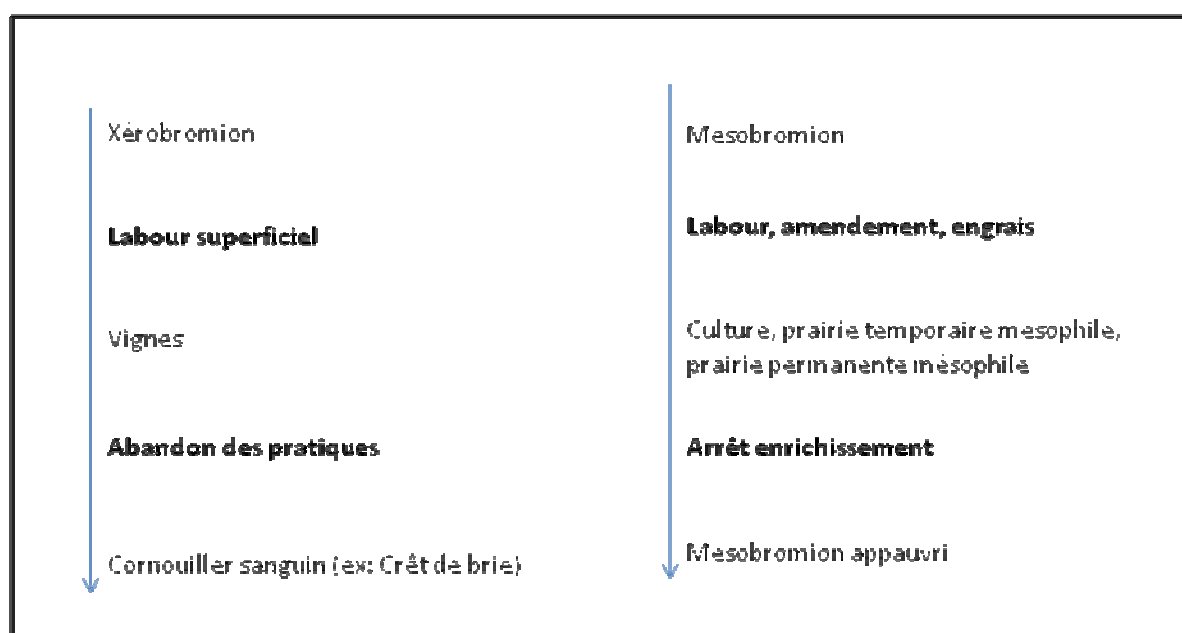 Xérobromion
Labour superficiel
Vignes
Abandon des pratiques
Cornouiller sanguin (ex: Crêt de brie)
Mesobromion
Labour, amendement, engrais
Culture, prairie temporaire mesophile,
prairie permanente mésophile
Arrêt enrichissement
Mesobromion appauvri